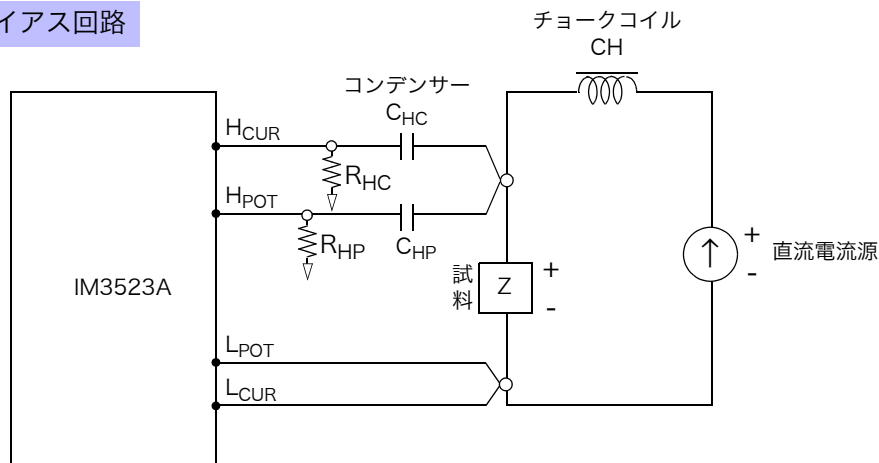 イアス回路
チョークコイル
CH
コンデンサー
CHC
HCUR
RHC
HPOT
RHP
CHP
IM3523A
試料
Z
+
-
+
-
直流電流源
LPOT
LCUR